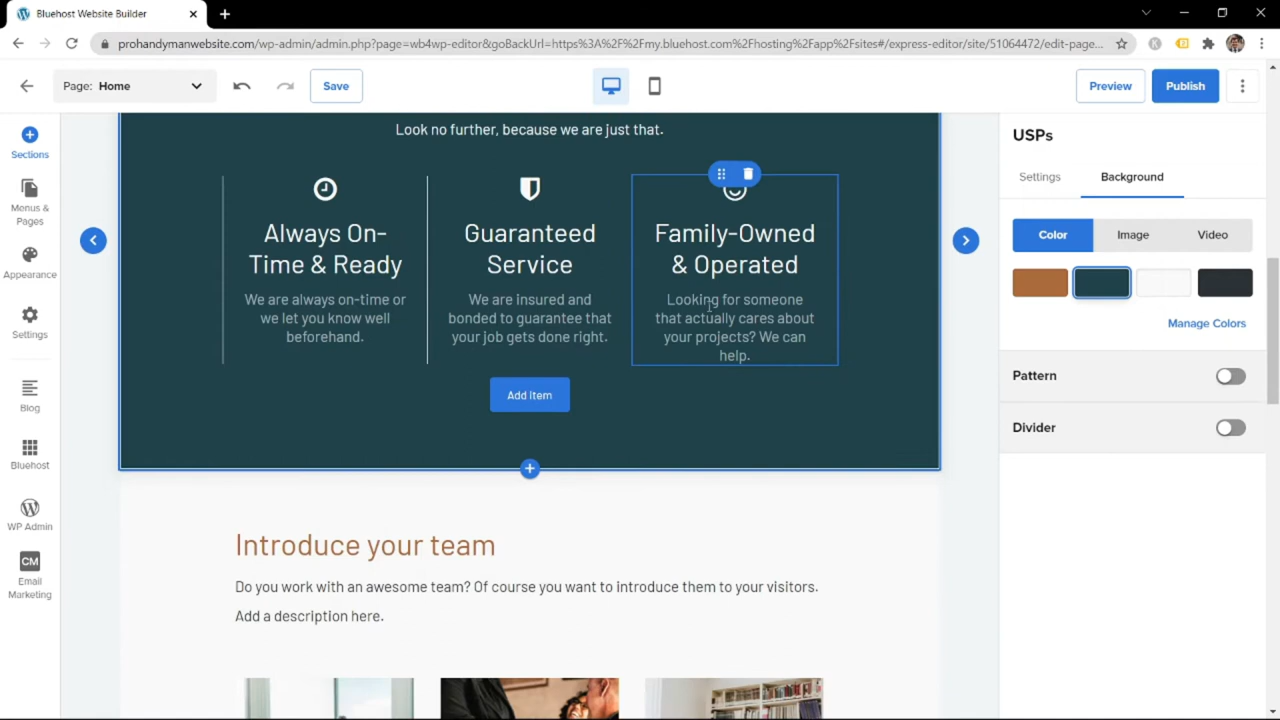 Bluehost Website Builder
prohandymanwebsite.com/wp-admin/admin.php?page=wb4wp-editor&goBackUrl=https%3A%2F%2Fmy.bluehost.com%2Fhosting%2Fapp%2Fsites#/express-editor/site/51064472/edit-page...
Page: Home
Save
Preview
Publish
Sections
Menus &
Pages
Appearance
Settings
Blog
Bluehost
WP Admin
CM
Email
Marketing
Look no further, because we are just that.
Always On-
Time & Ready
We are always on-time or
we let you know well
beforehand.
Guaranteed
Service
We are insured and
bonded to guarantee that
your job gets done right.
Family-Owned
& Operated
Looking for someone
that actually cares about
your projects? We can
help.
Add item
Introduce your team
Do you work with an awesome team? Of course you want to introduce them to your visitors.
Add a description here.
USPs
Settings
Background
Color
Image
Video
Manage Colors
Pattern
Divider